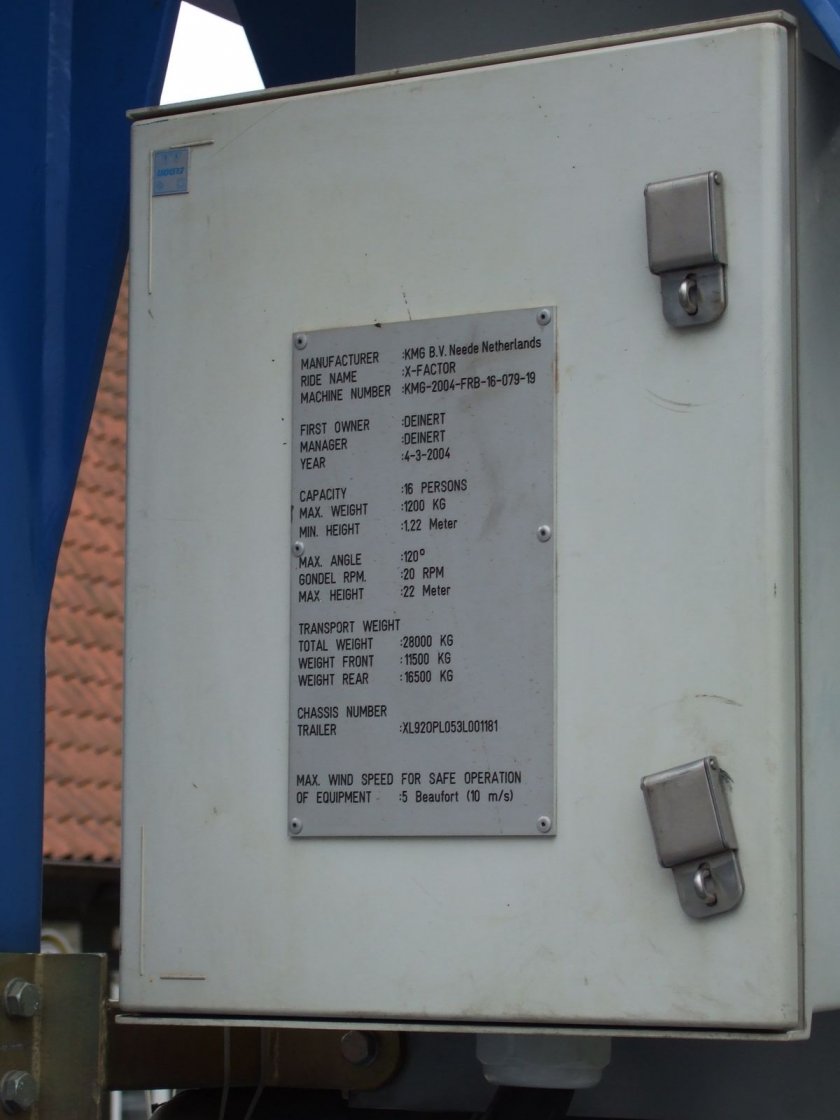 MANUFACTURER :KMG B.V. Neede Netherlands
RIDE NAME :X-FACTOR
MACHINE NUMBER :KMG-2004-FRB-16-079-19
FIRST OWNER :DEINERT
MANAGER :DEINERT
YEAR :4-3-2004
CAPACITY :16 PERSONS
MAX. WEIGHT :1200 KG
MIN. HEIGHT :1,22 Meter
MAX. ANGLE :120°
GONDEL RPM. :20 RPM
MAX HEIGHT :22 Meter
TRANSPORT WEIGHT
TOTAL WEIGHT :28000 KG
WEIGHT FRONT :11500 KG
WEIGHT REAR :16500 KG
CHASSIS NUMBER
TRAILER :XL920PL053L001181
MAX. WIND SPEED FOR SAFE OPERATION
OF EQUIPMENT :5 Beaufort (10 m/s)